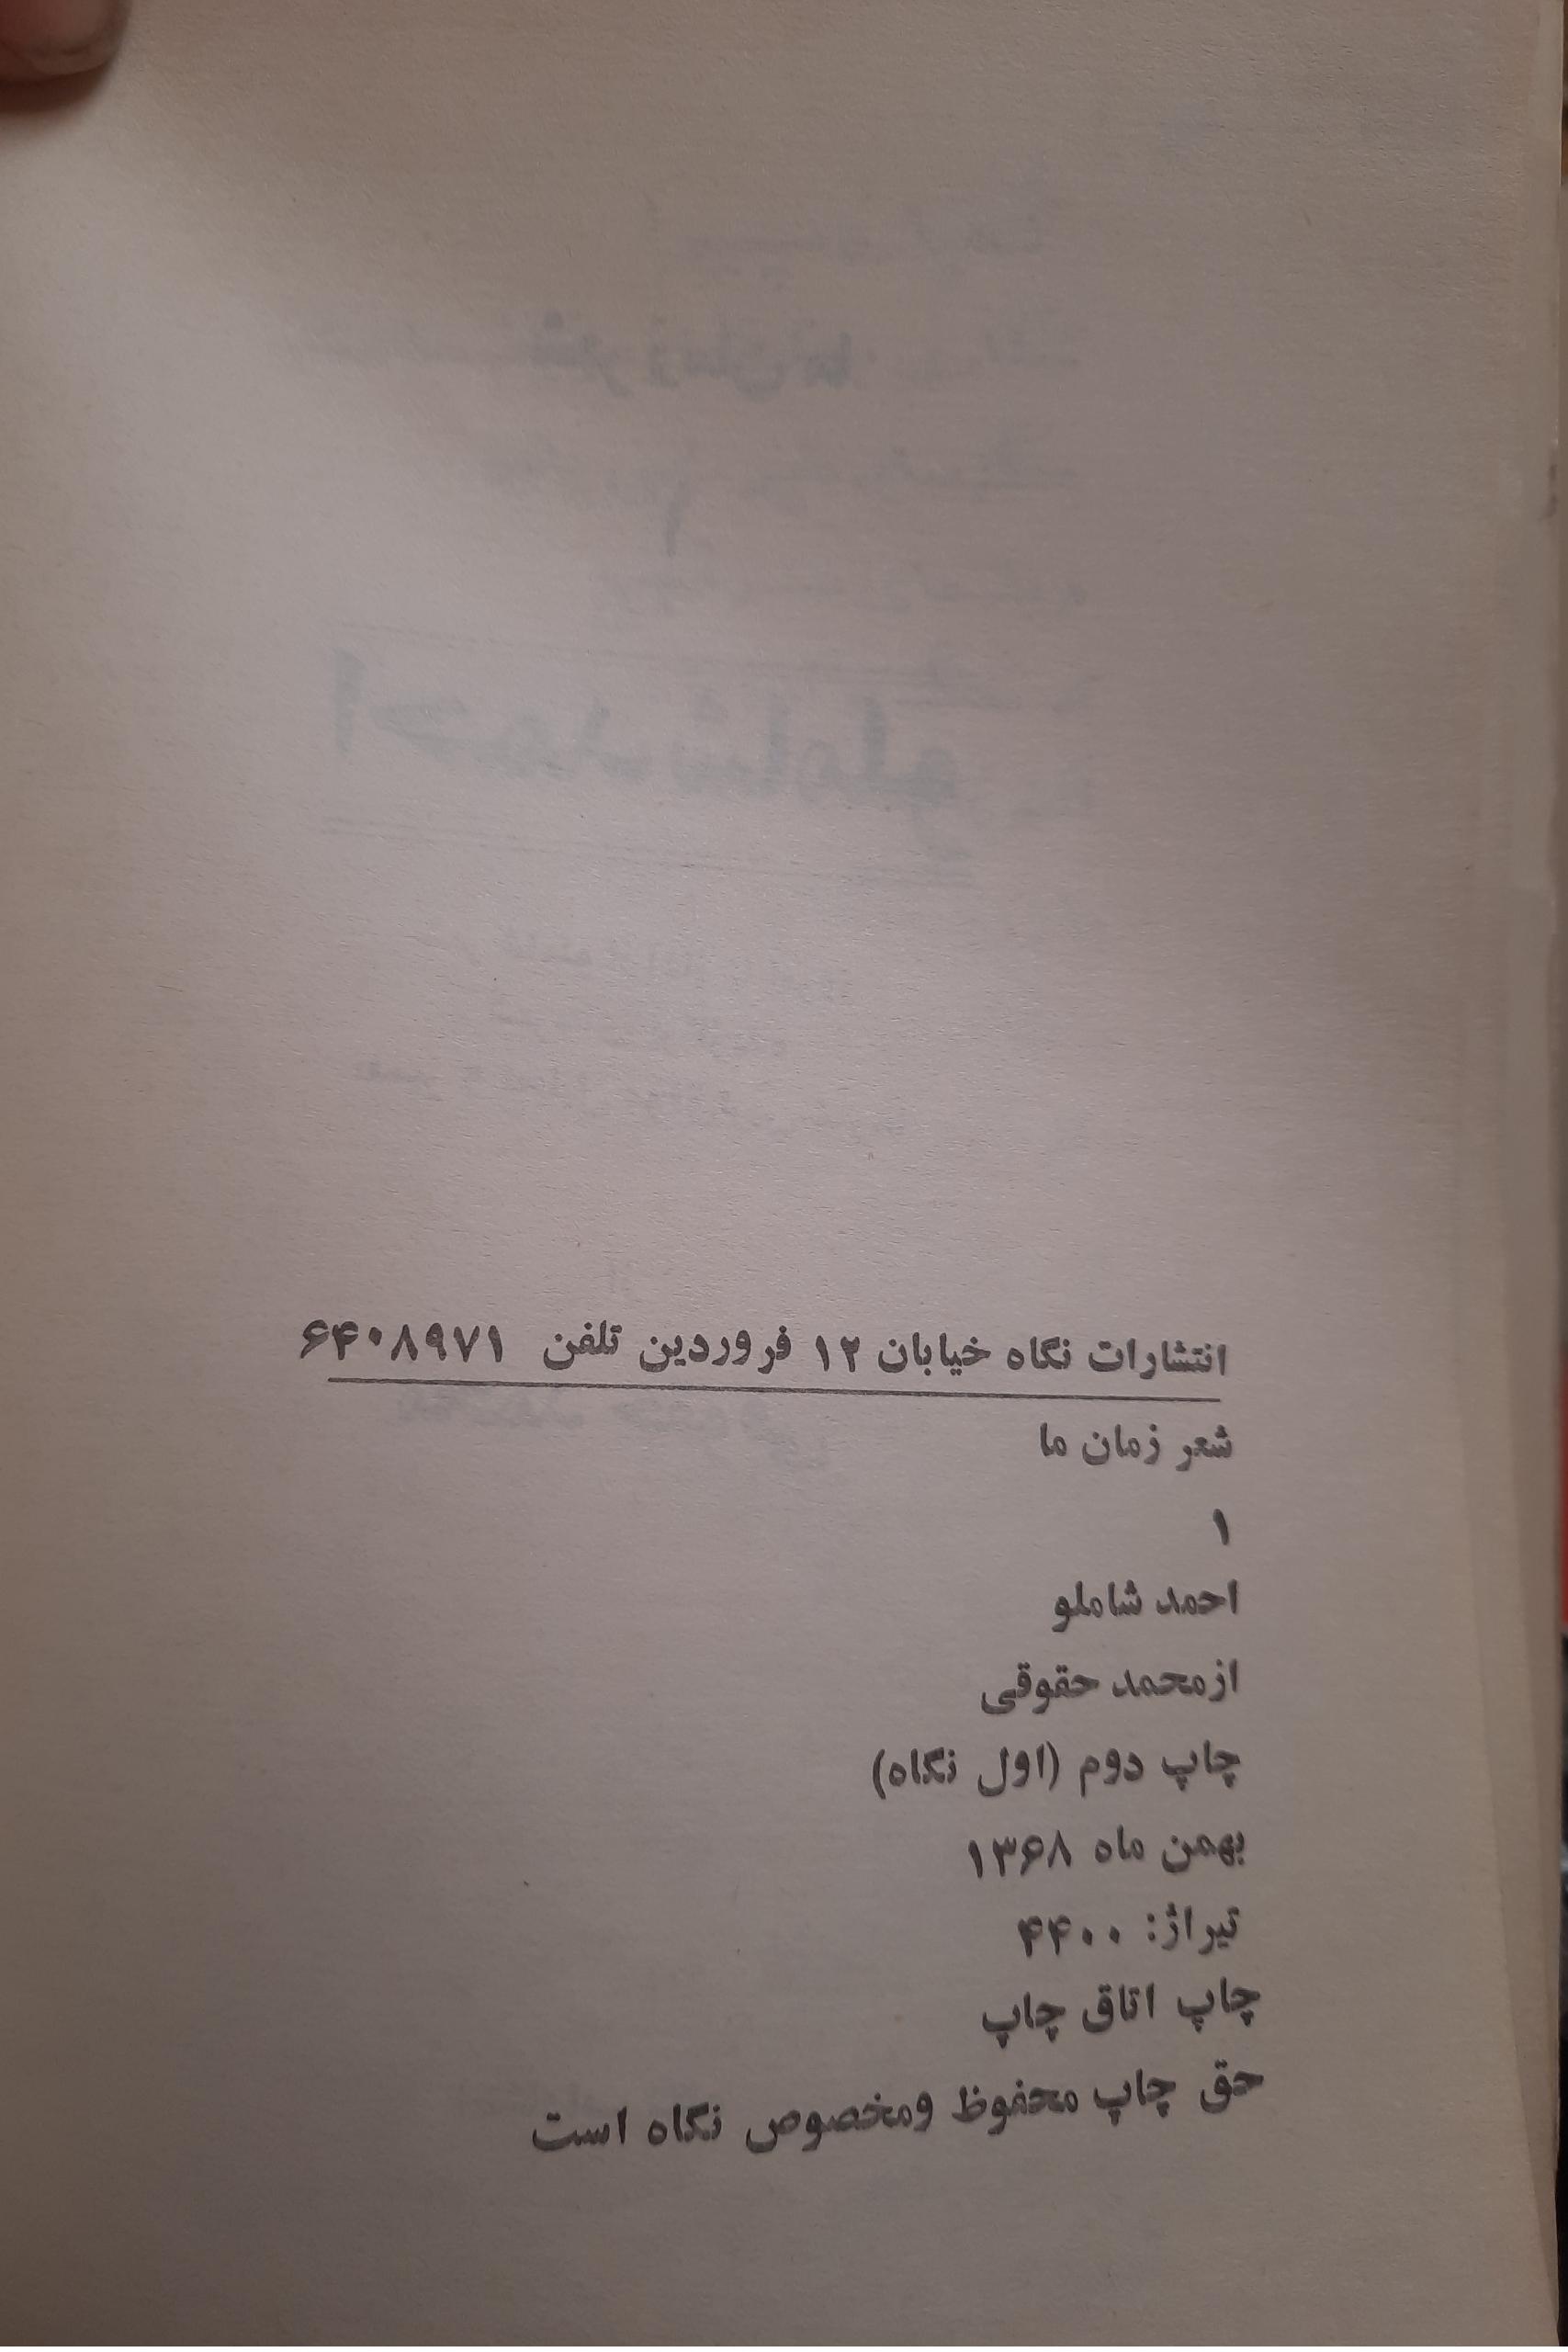 انتشارات نگاه خیابان ۱۲ فروردین تلفن ۶۴۰۸۹۷۱
شعر زمان ما
۱
احمد شاملو
ازمحمد حقوقی
چاپ دوم (اول نگاه)
بهمن ماه ۱۳۶۸
تیراژ: ۴۴۰۰
چاپ اتاق چاپ
حق چاپ محفوظ ومخصوص نگاه است